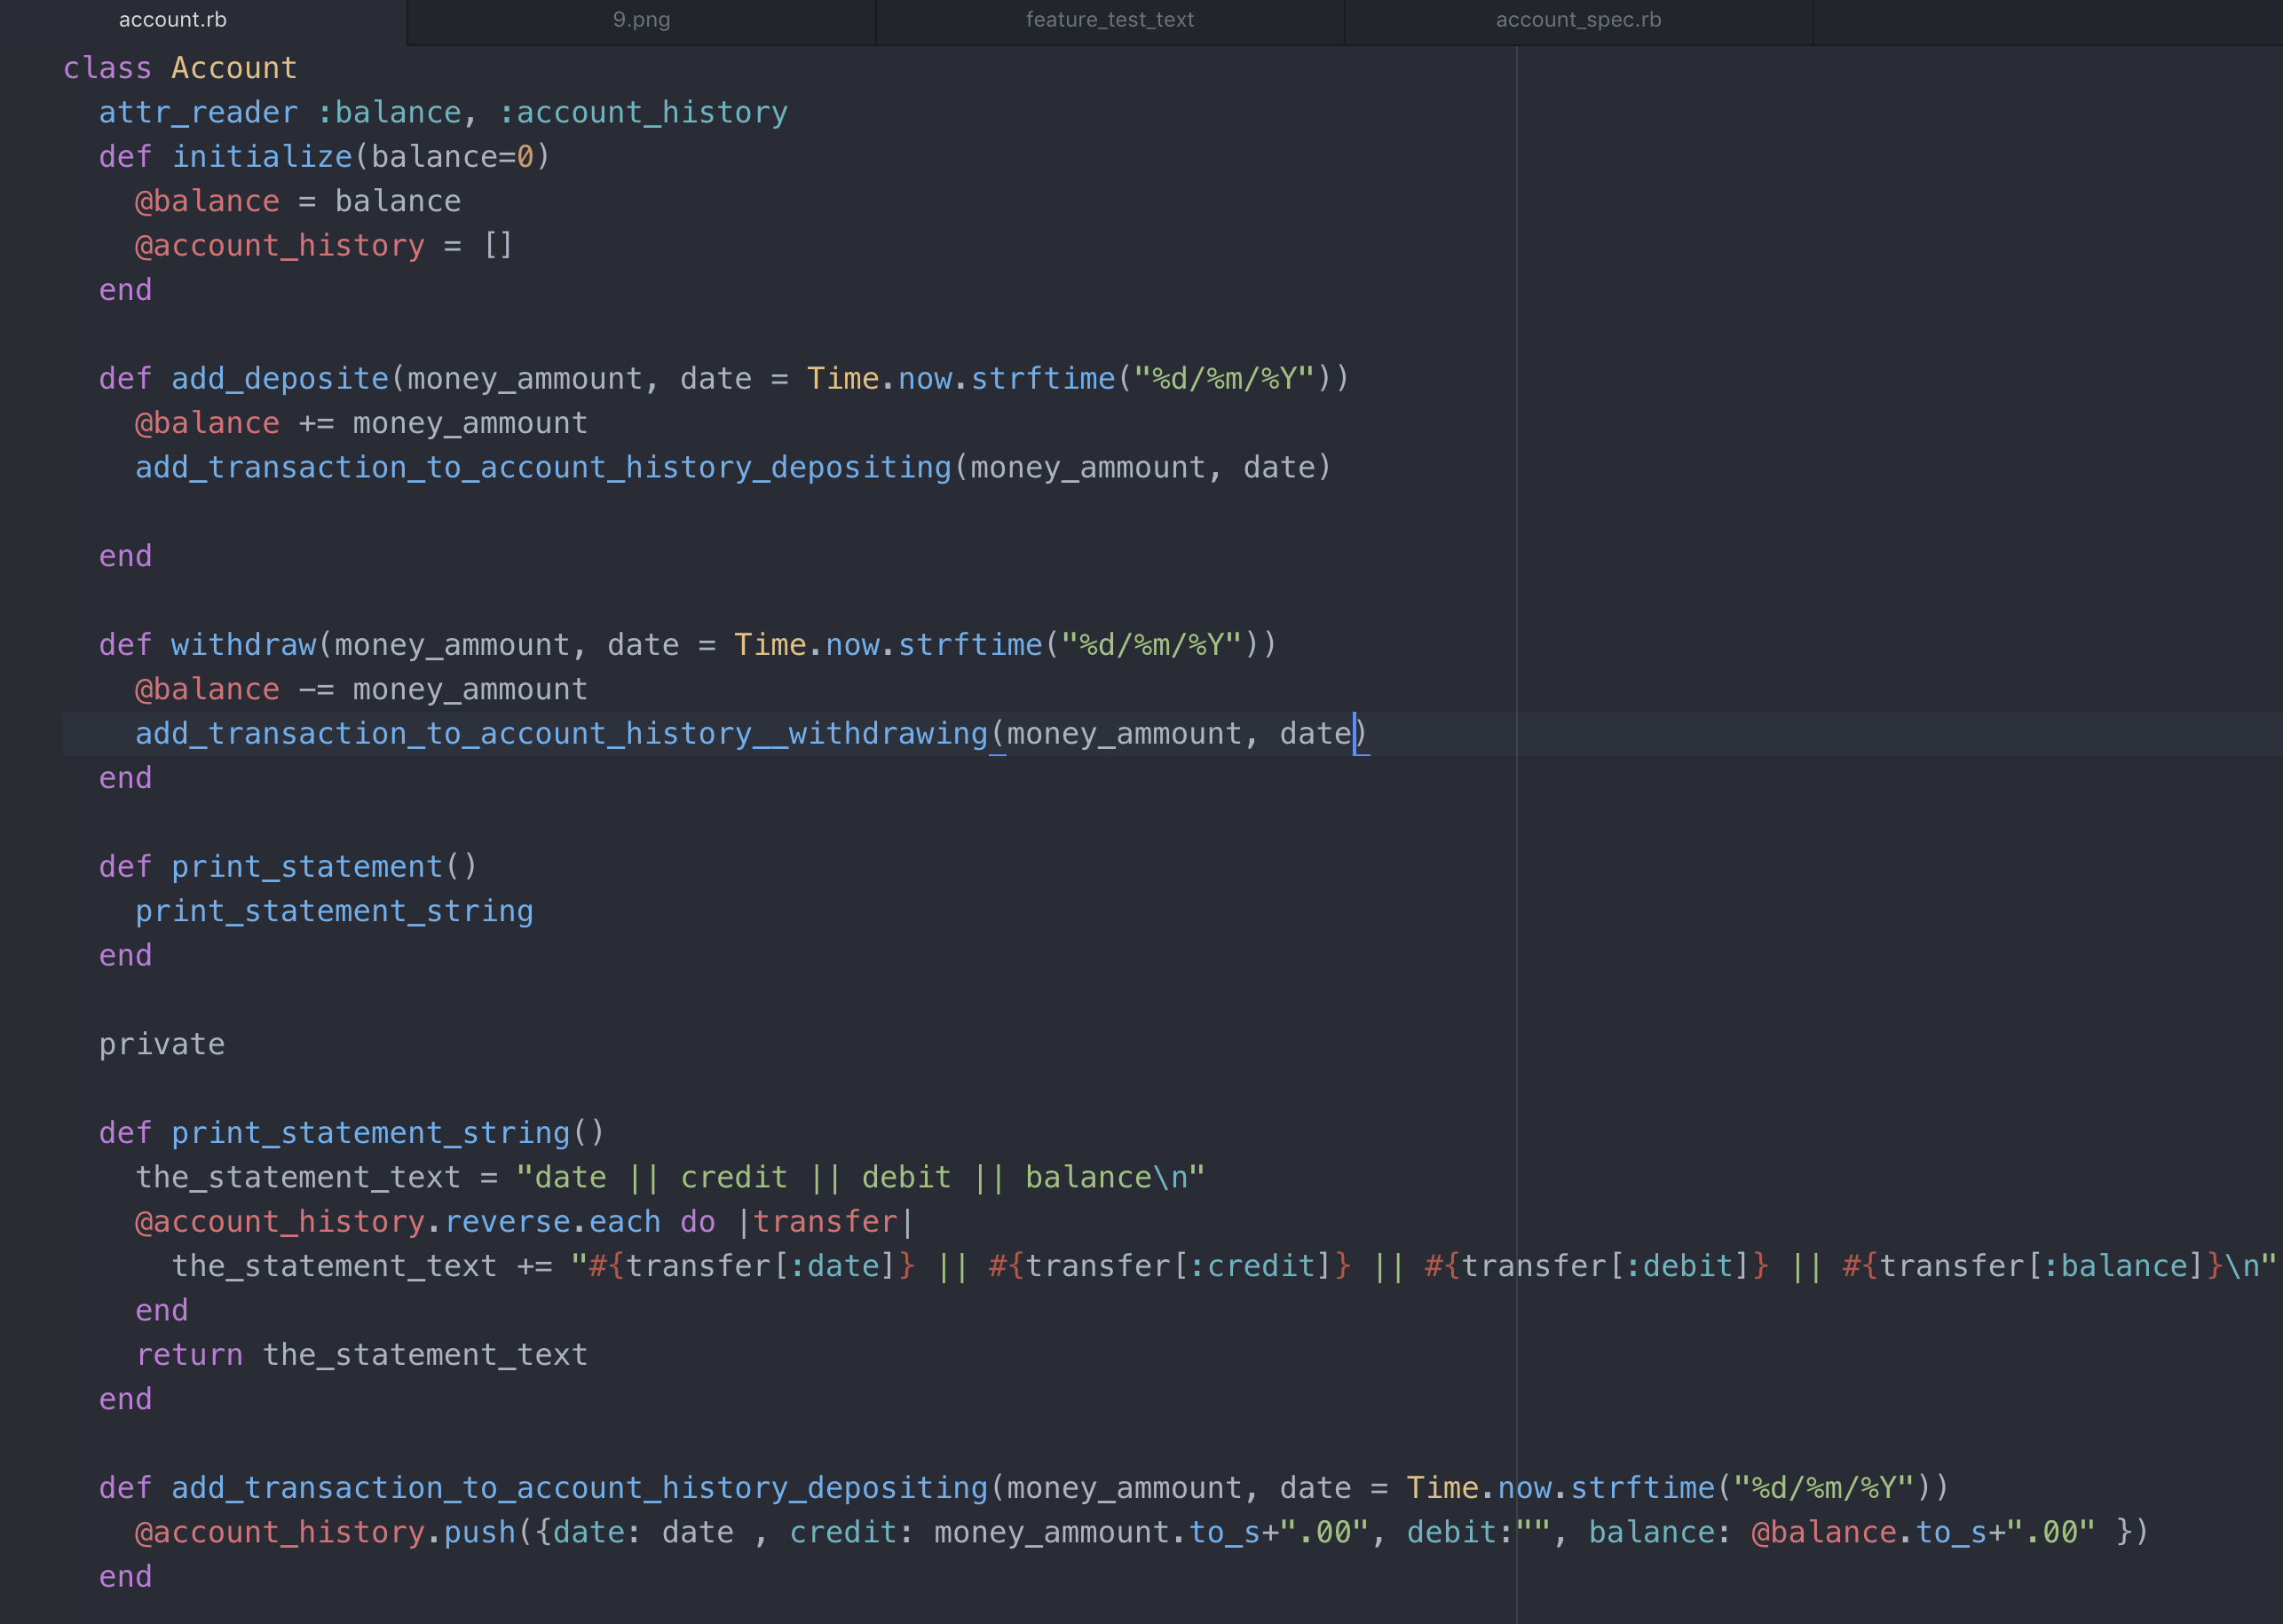 account.rb 9.png feature_test_text account_spec.rb
class Account
  attr_reader :balance, :account_history
  def initialize(balance=0)
    @balance = balance
    @account_history = []
  end

  def add_deposite(money_ammount, date = Time.now.strftime("%d/%m/%Y"))
    @balance += money_ammount
    add_transaction_to_account_history_depositing(money_ammount, date)

  end

  def withdraw(money_ammount, date = Time.now.strftime("%d/%m/%Y"))
    @balance -= money_ammount
    add_transaction_to_account_history__withdrawing(money_ammount, date)
  end

  def print_statement()
    print_statement_string
  end

  private

  def print_statement_string()
    the_statement_text = "date || credit || debit || balance\n"
    @account_history.reverse.each do |transfer|
      the_statement_text += "#{transfer[:date]} || #{transfer[:credit]} || #{transfer[:debit]} || #{transfer[:balance]}\n"
    end
    return the_statement_text
  end

  def add_transaction_to_account_history_depositing(money_ammount, date = Time.now.strftime("%d/%m/%Y"))
    @account_history.push({date: date , credit: money_ammount.to_s+".00", debit:"", balance: @balance.to_s+".00" })
  end